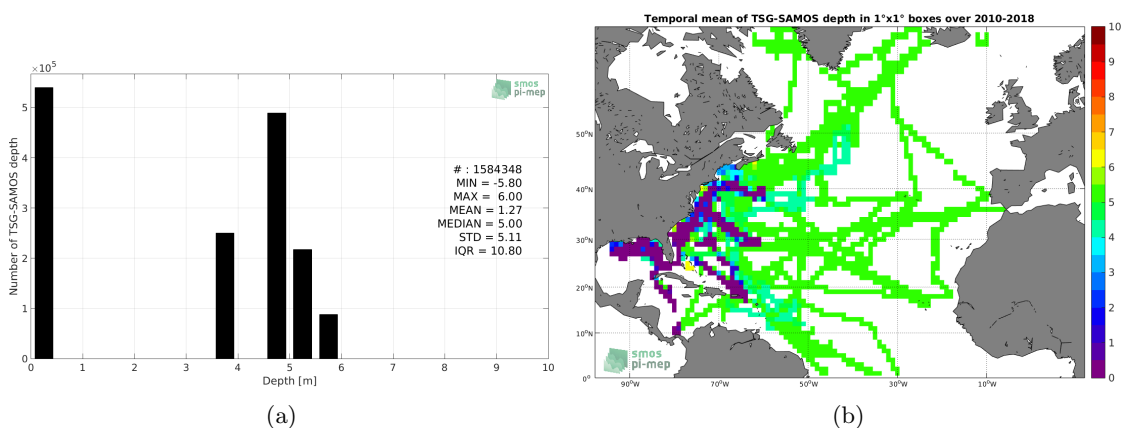 ×10⁵
5
4
3
2
1
0
Number of TSG-SAMOS depth
0 1 2 3 4 5 6 7 8 9 10
Depth [m]
smos
pi-mep
# : 1584348
MIN = -5.80
MAX = 6.00
MEAN = 1.27
MEDIAN = 5.00
STD = 5.11
IQR = 10.80
(a)
Temporal mean of TSG-SAMOS depth in 1°x1° boxes over 2010-2018
50°N
40°N
30°N
20°N
10°N
0°
90°W 70°W 50°W 30°W 10°W
smos
pi-mep
10
9
8
7
6
5
4
3
2
1
0
(b)